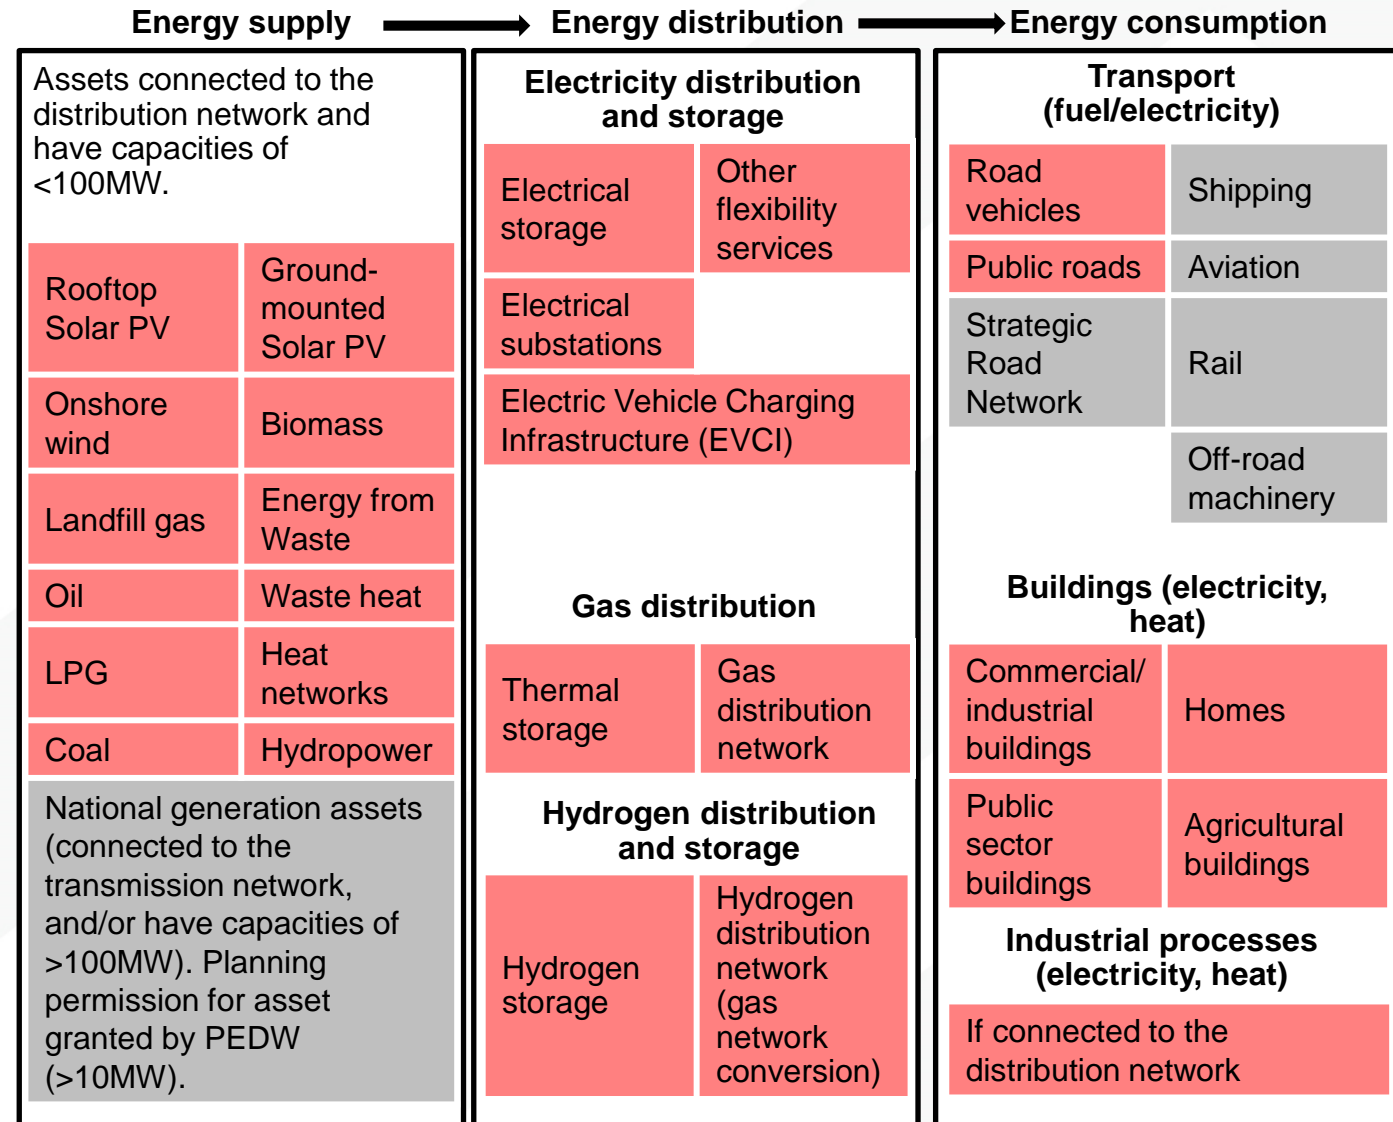 Energy supply
Energy distribution
Energy consumption
Assets connected to the
distribution network and
have capacities of
<100MW.
Rooftop
Solar PV
Ground-
mounted
Solar PV
Onshore
wind
Biomass
Landfill gas
Energy from
Waste
Oil
Waste heat
LPG
Heat
networks
Coal
Hydropower
National generation assets
(connected to the
transmission network,
and/or have capacities of
>100MW). Planning
permission for asset
granted by PEDW
(>10MW).
Electricity distribution
and storage
Electrical
storage
Other
flexibility
services
Electrical
substations
Electric Vehicle Charging
Infrastructure (EVCI)
Gas distribution
Thermal
storage
Gas
distribution
network
Hydrogen distribution
and storage
Hydrogen
storage
Hydrogen
distribution
network
(gas
network
conversion)
Transport
(fuel/electricity)
Road
vehicles
Shipping
Public roads
Aviation
Strategic
Road
Network
Rail
Off-road
machinery
Buildings (electricity,
heat)
Commercial/
industrial
buildings
Homes
Public
sector
buildings
Agricultural
buildings
Industrial processes
(electricity, heat)
If connected to the
distribution network